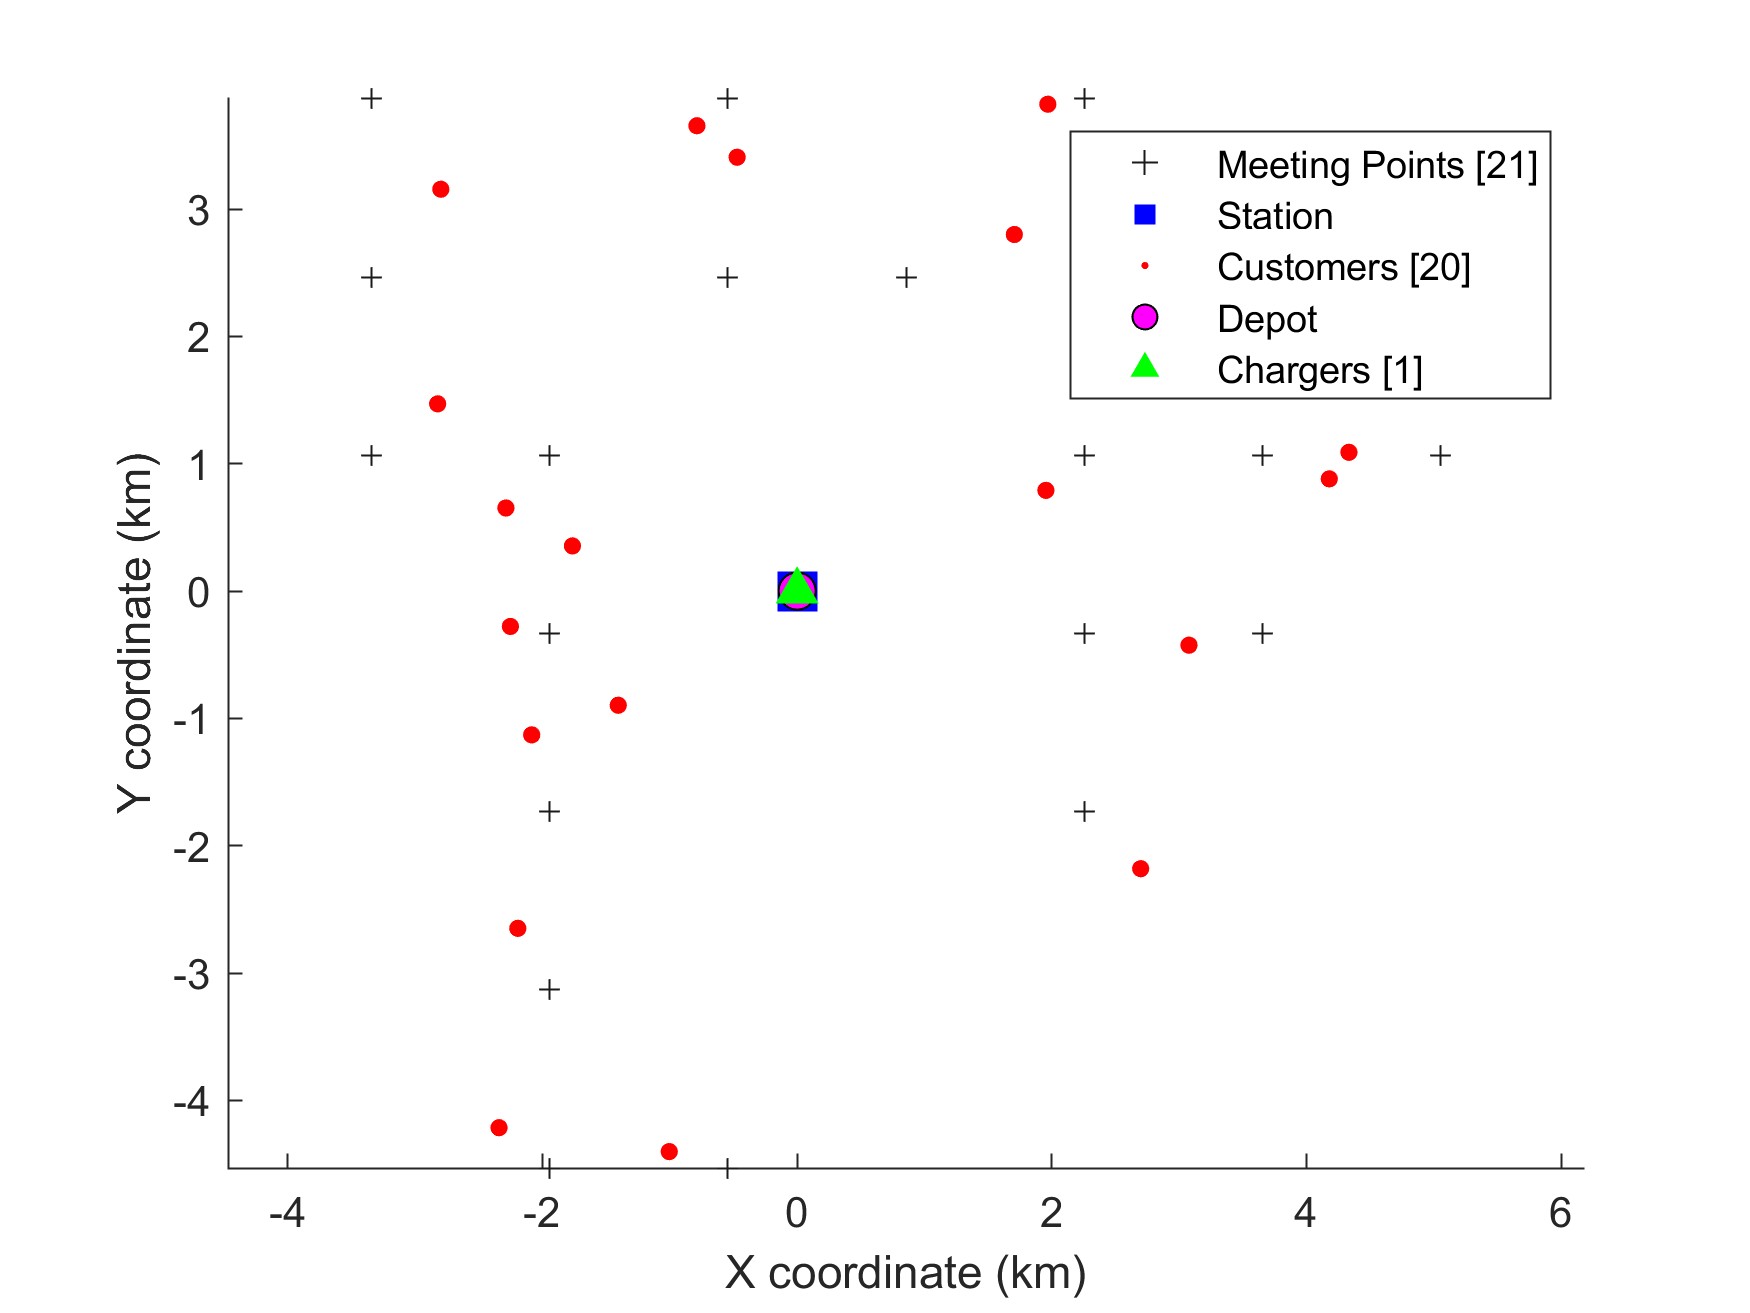 Meeting Points [21]
Station
Customers [20]
Depot
Chargers [1]
3
2
1
0
-1
-2
-3
-4
Y coordinate (km)
-4 -2 0 2 4 6
X coordinate (km)